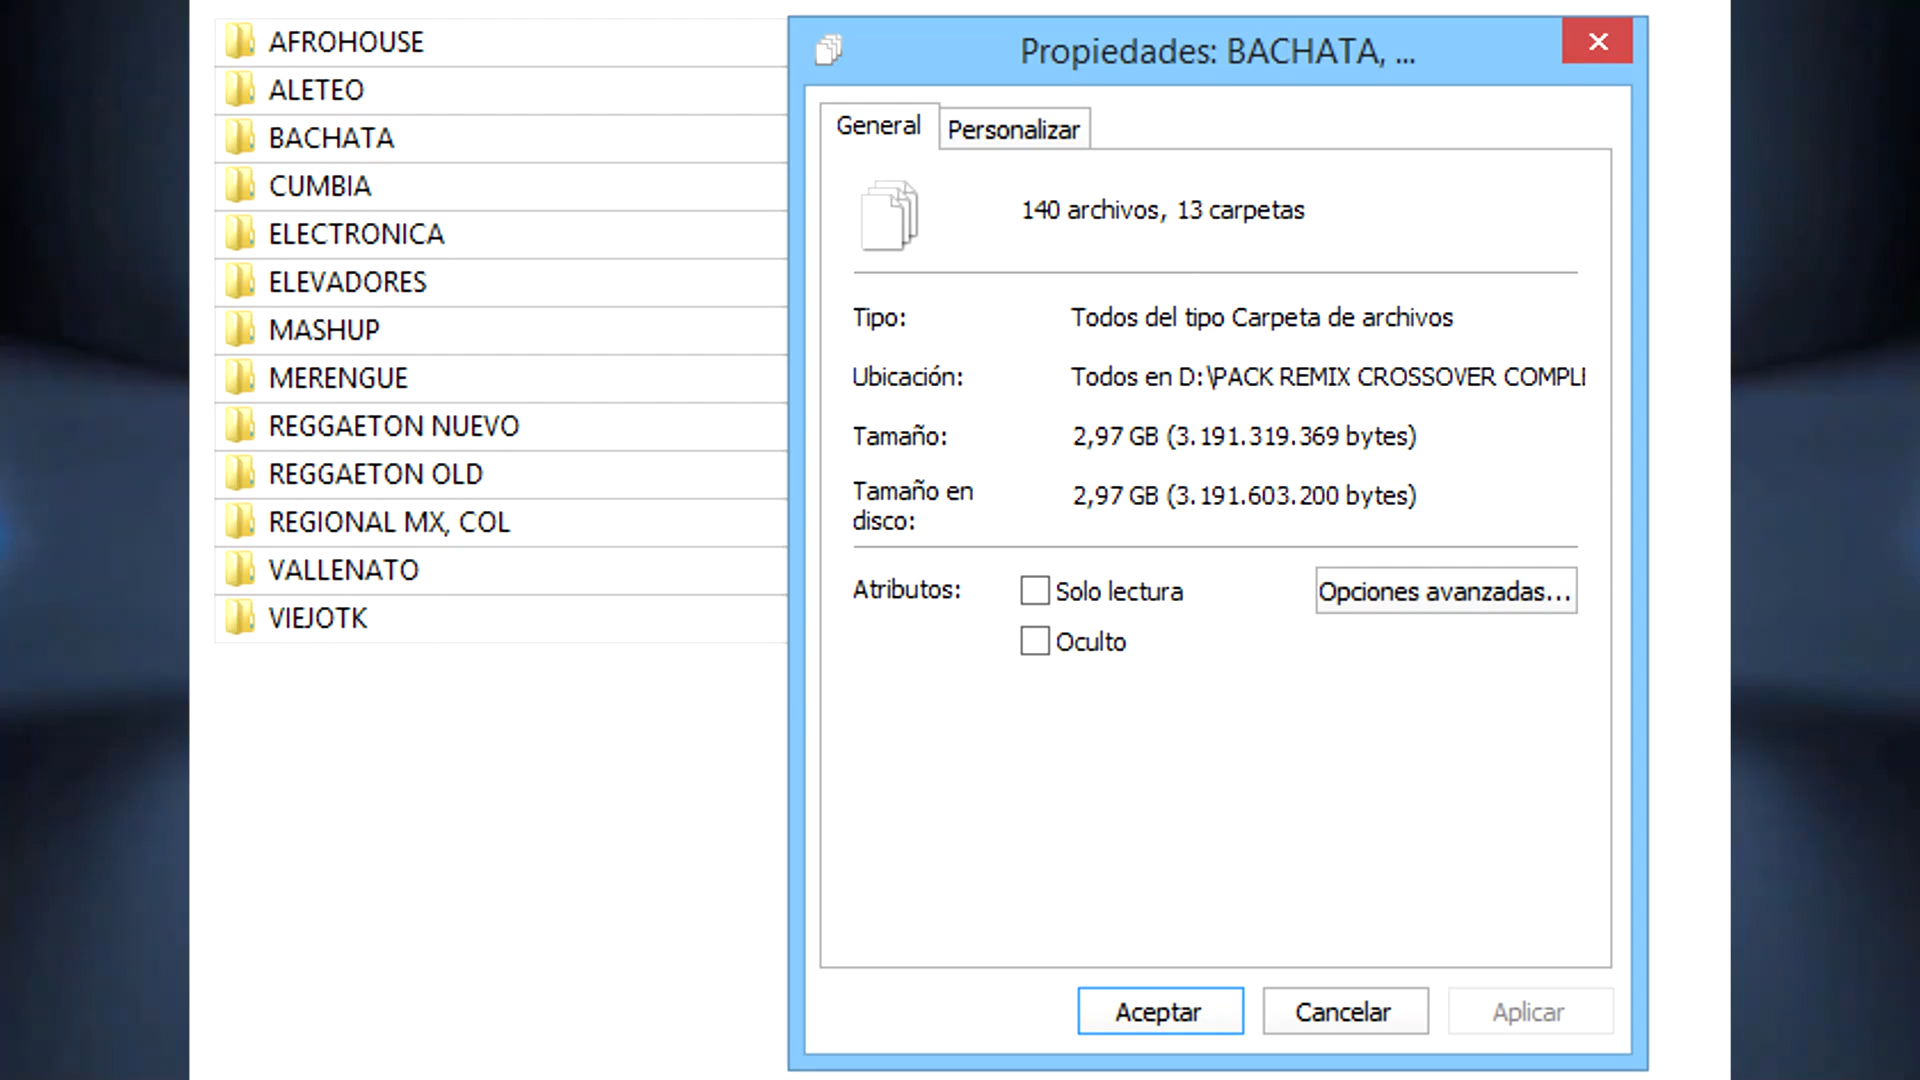 AFROHOUSE
ALETEO
BACHATA
CUMBIA
ELECTRONICA
ELEVADORES
MASHUP
MERENGUE
REGGAETON NUEVO
REGGAETON OLD
REGIONAL MX, COL
VALLENATO
VIEJOTK
Propiedades: BACHATA, ...
General
Personalizar
140 archivos, 13 carpetas
Tipo: Todos del tipo Carpeta de archivos
Ubicación: Todos en D:\PACK REMIX CROSSOVER COMPLE
Tamaño: 2,97 GB (3.191.319.369 bytes)
Tamaño en disco: 2,97 GB (3.191.603.200 bytes)
Atributos: Solo lectura
Opciones avanzadas...
Oculto
Aceptar
Cancelar
Aplicar